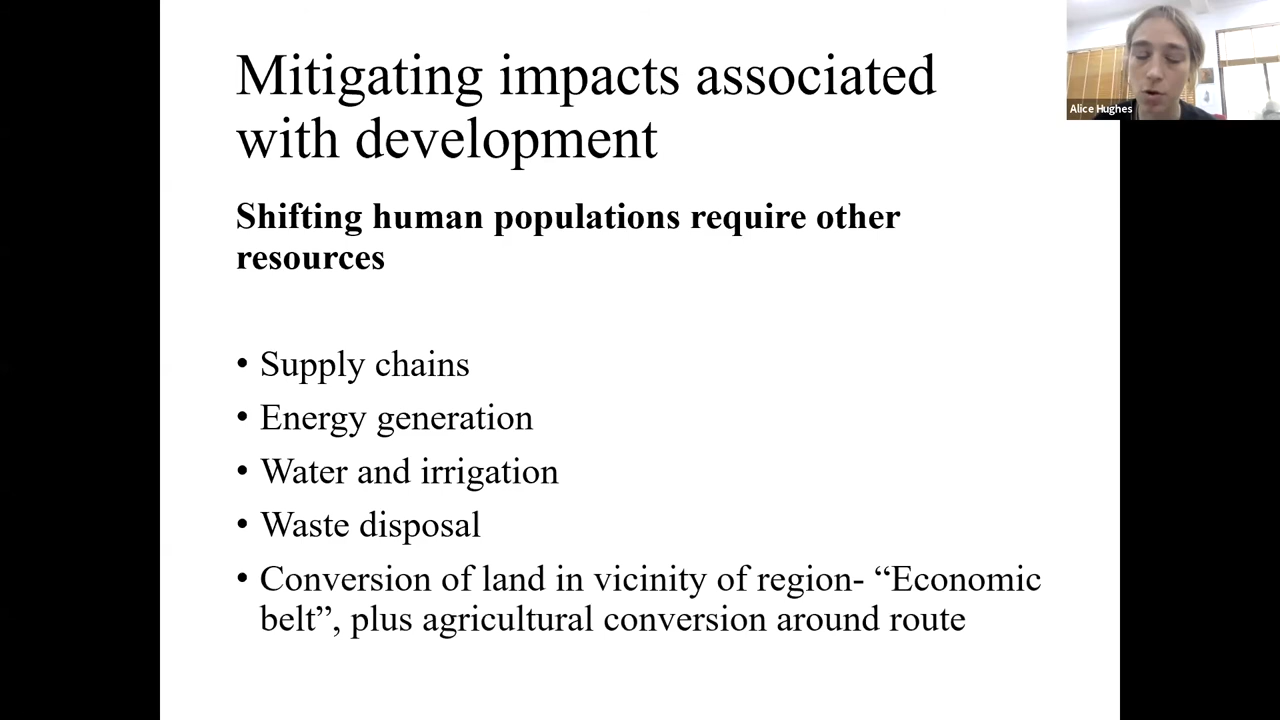 Mitigating impacts associated
with development
Alice Hughes
Shifting human populations require other
resources
• Supply chains
• Energy generation
• Water and irrigation
• Waste disposal
• Conversion of land in vicinity of region- “Economic
belt”, plus agricultural conversion around route